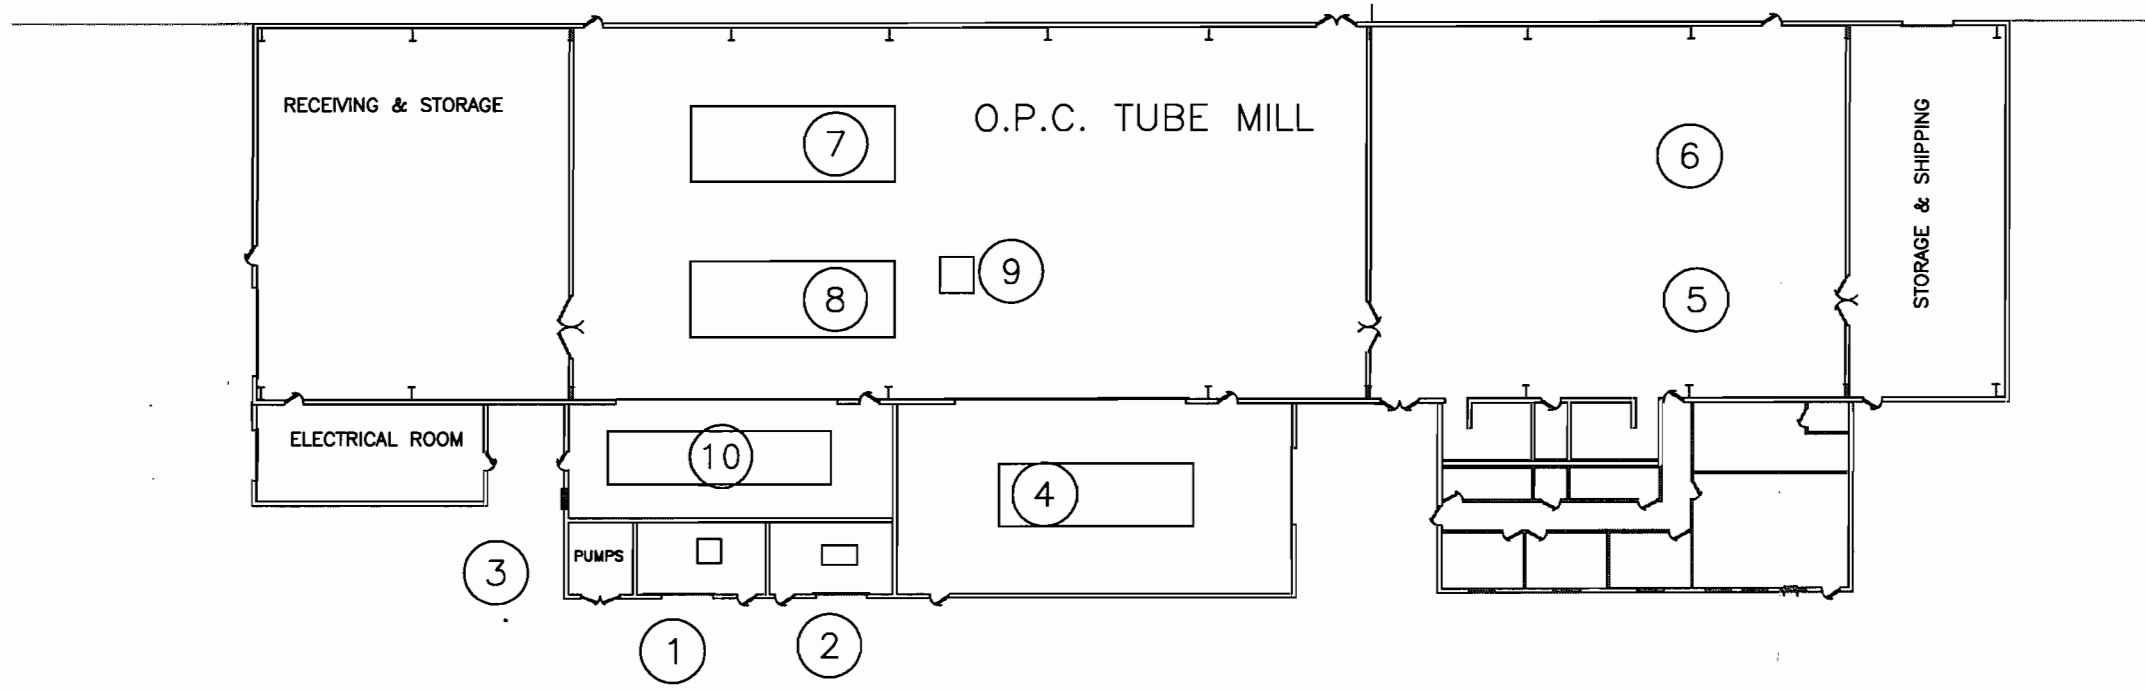 RECEIVING & STORAGE
O.P.C. TUBE MILL
7
6
STORAGE & SHIPPING
9
8
5
ELECTRICAL ROOM
10
4
PUMPS
3
1
2